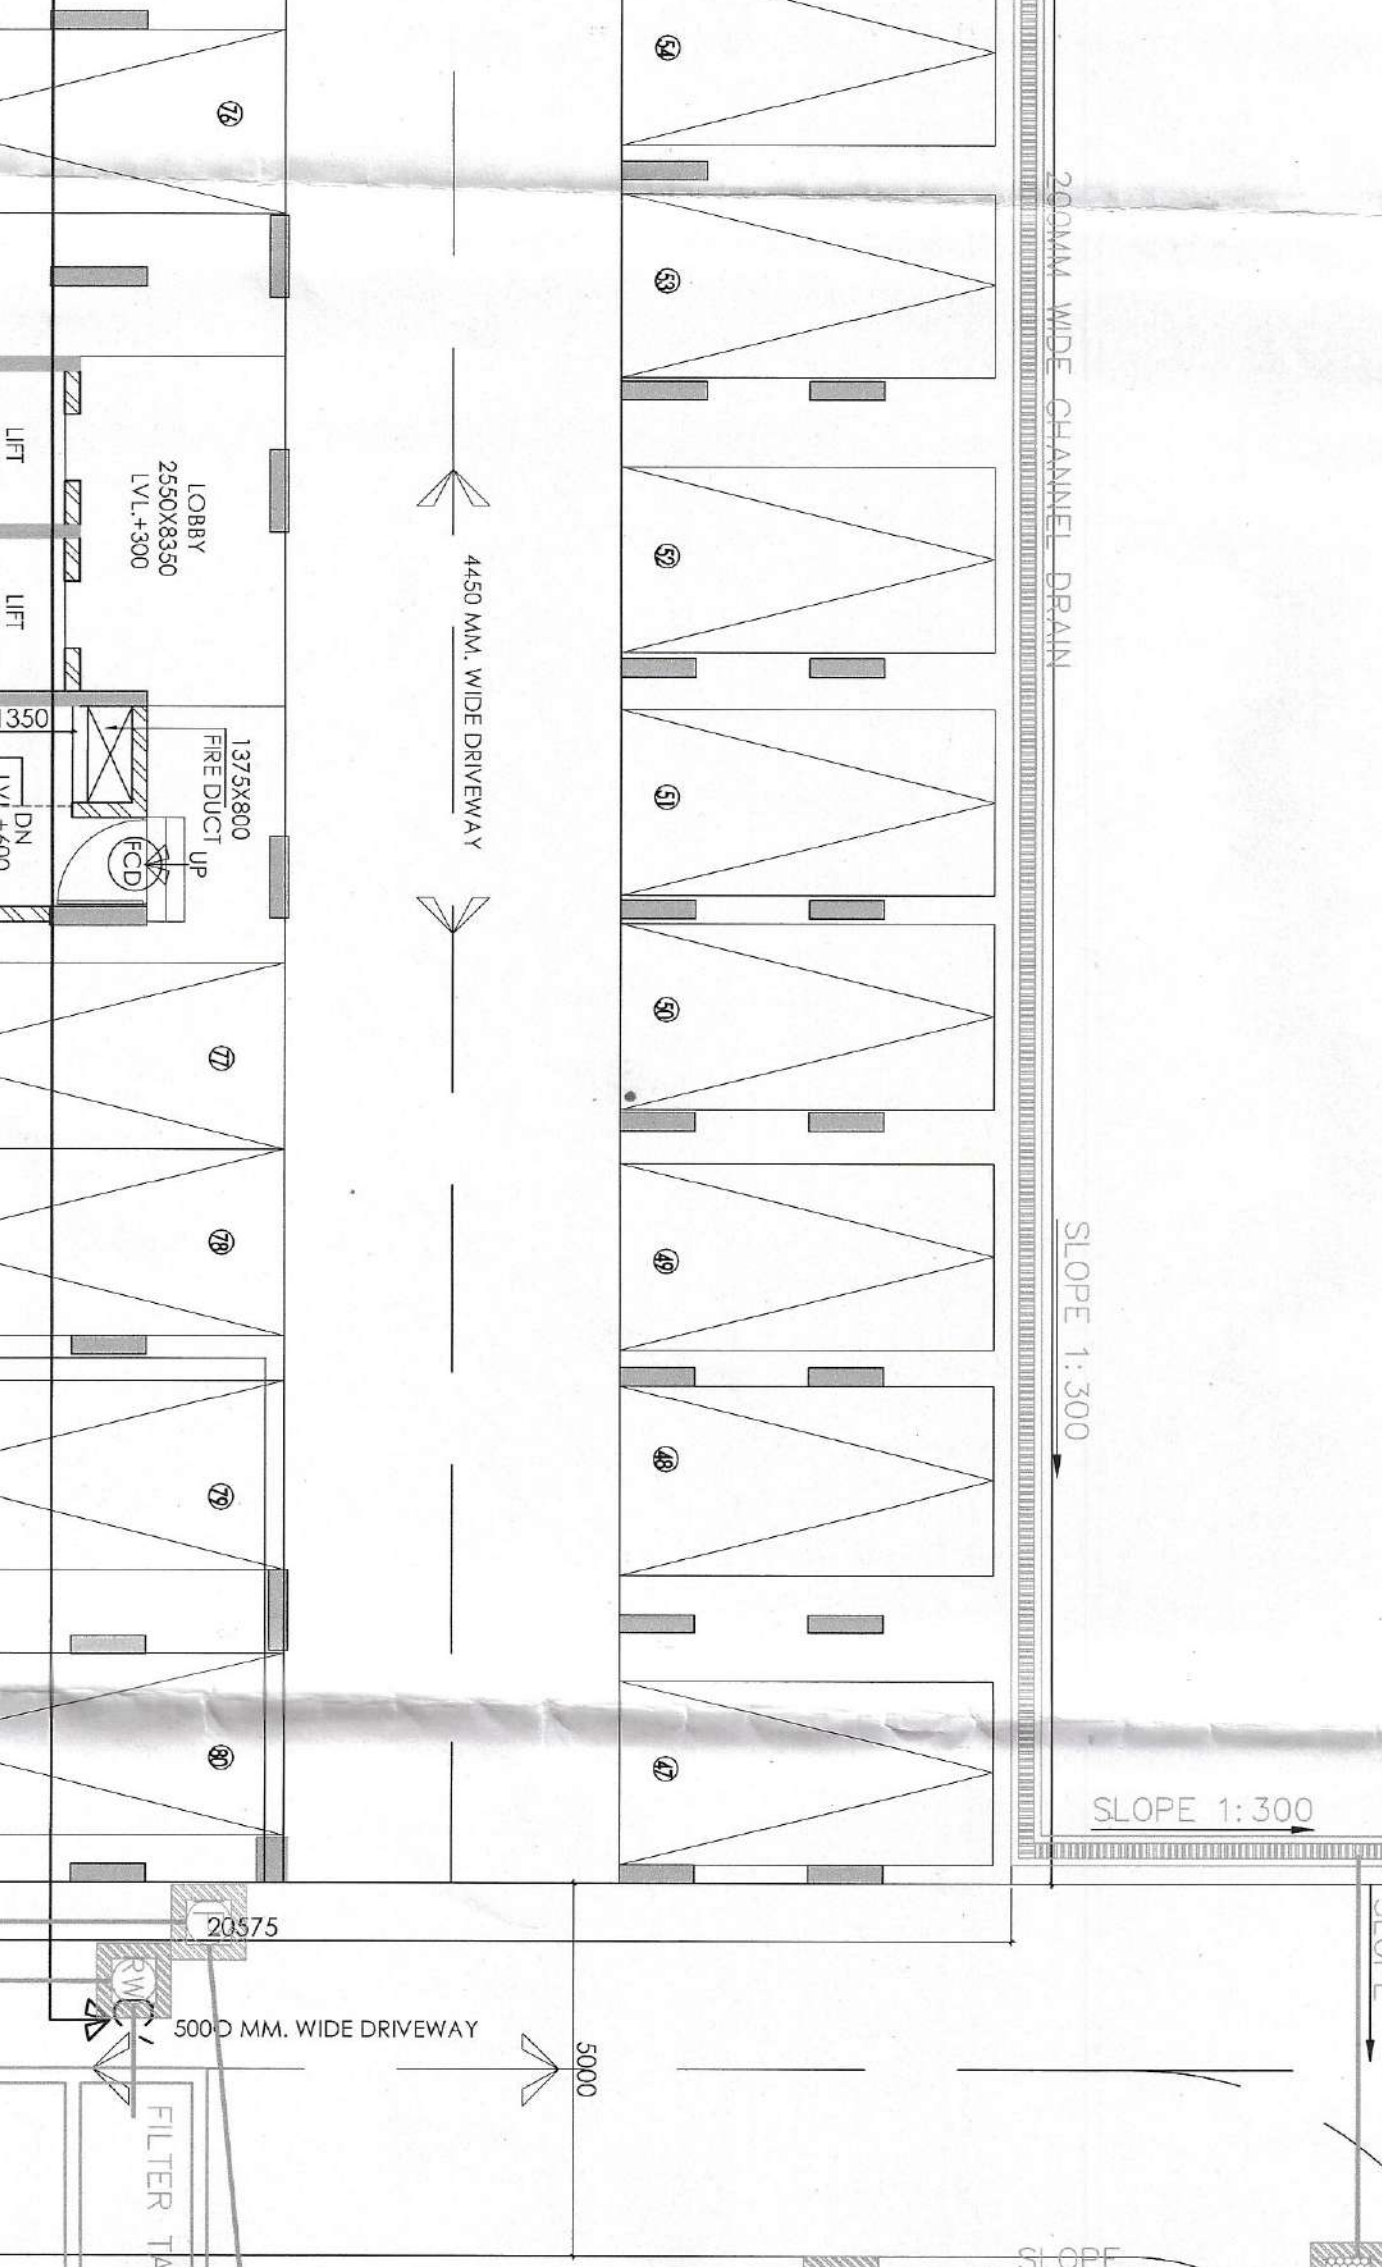 54
76
53
200MM WIDE CHANNEL DRAIN
LIFT
LOBBY
2550X8350
LVL.+300
52
4450 MM. WIDE DRIVEWAY
LIFT
1350
1375X800
FIRE DUCT
51
UP
DN
FCD
50
77
78
49
SLOPE 1:300
48
79
80
47
SLOPE 1:300
20575
RWC
5000 MM. WIDE DRIVEWAY
5000
FILTER TA
SLOPE
SLOPE